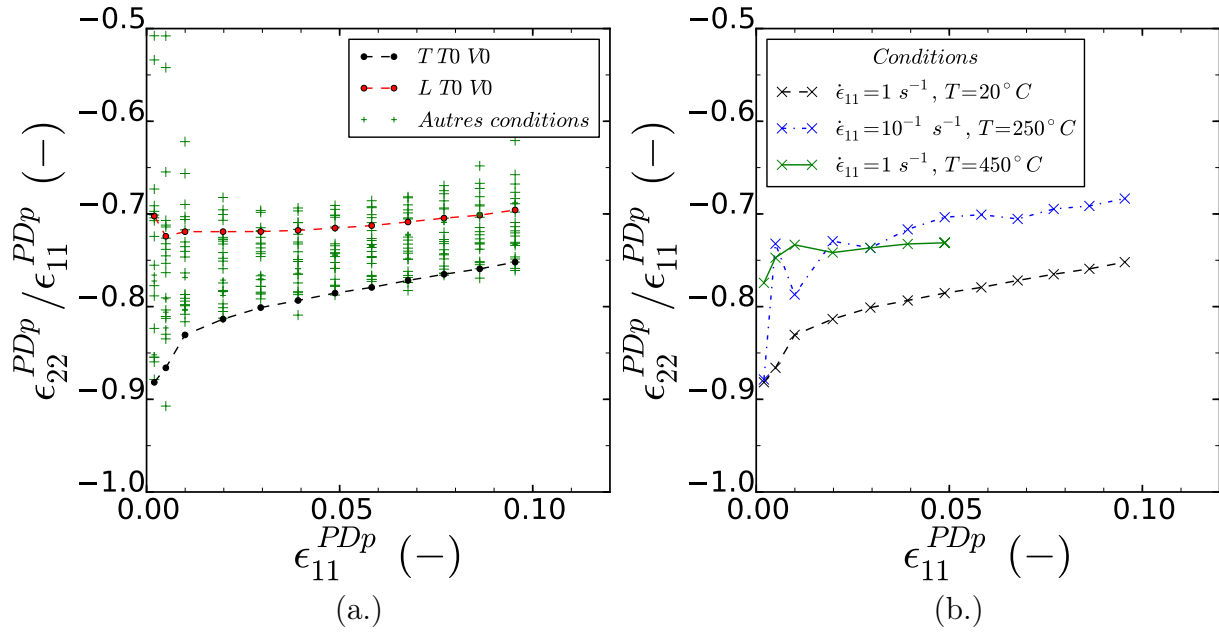 −0.5
−0.6
−0.7
−0.8
−0.9
−1.0
0.00
0.05
0.10
ϵ₂₂^{PDp} / ϵ₁₁^{PDp} (−)
ϵ₁₁^{PDp} (−)
T T0 V0
L T0 V0
Autres conditions
(a.)
−0.5
−0.6
−0.7
−0.8
−0.9
−1.0
0.00
0.05
0.10
ϵ₂₂^{PDp} / ϵ₁₁^{PDp} (−)
ϵ₁₁^{PDp} (−)
Conditions
ϵ̇₁₁=1 s⁻¹, T=20°C
ϵ̇₁₁=10⁻¹ s⁻¹, T=250°C
ϵ̇₁₁=1 s⁻¹, T=450°C
(b.)